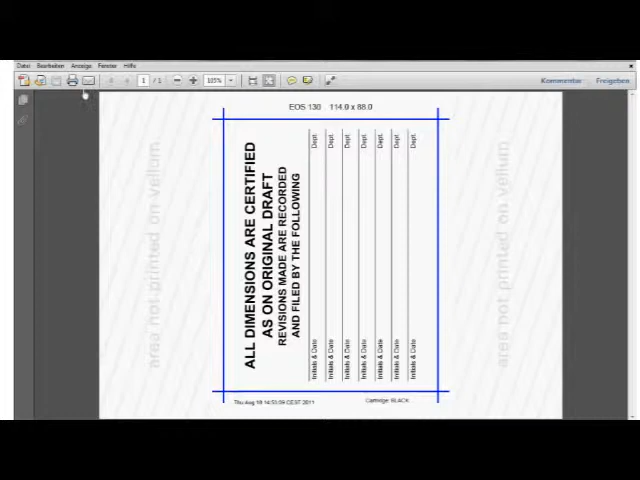 Datei Bearbeiten Anzeige Fenster Hilfe
1 / 1
105%
Kommentar
Freigeben
EOS 130 114.0 x 88.0
area not printed on vellum
ALL DIMENSIONS ARE CERTIFIED
AS ON ORIGINAL DRAFT
REVISIONS MADE ARE RECORDED
AND FILED BY THE FOLLOWING
Initials & Date Dept.
Initials & Date Dept.
Initials & Date Dept.
Initials & Date Dept.
Initials & Date Dept.
Initials & Date Dept.
Initials & Date Dept.
area not printed on vellum
Cartridge: BLACK